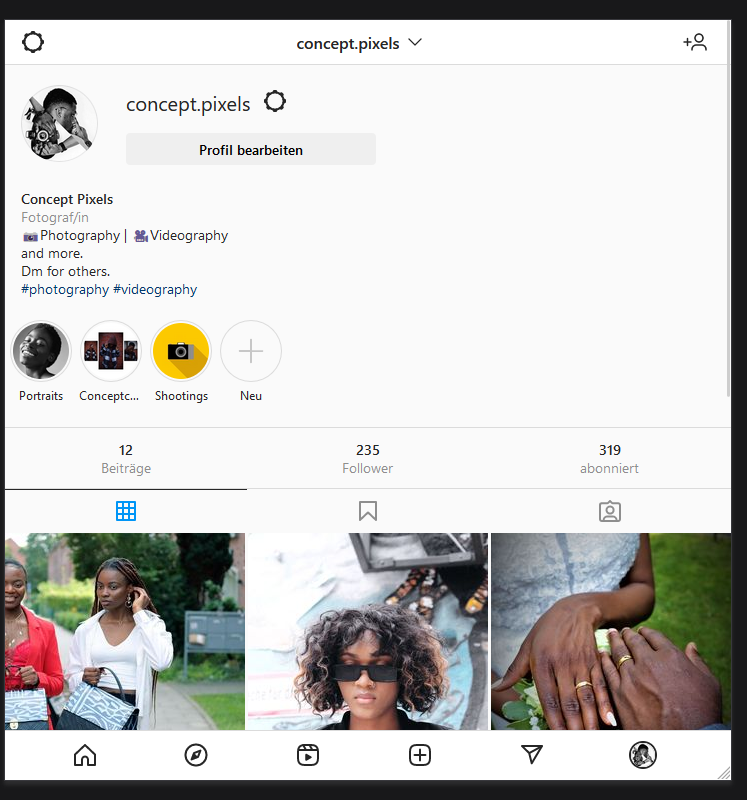 concept.pixels
concept.pixels
Profil bearbeiten
Concept Pixels
Fotograf/in
📷Photography | 🎥Videography
and more.
Dm for others.
#photography #videography
Portraits Conceptc... Shootings Neu
12 235 319
Beiträge Follower abonniert